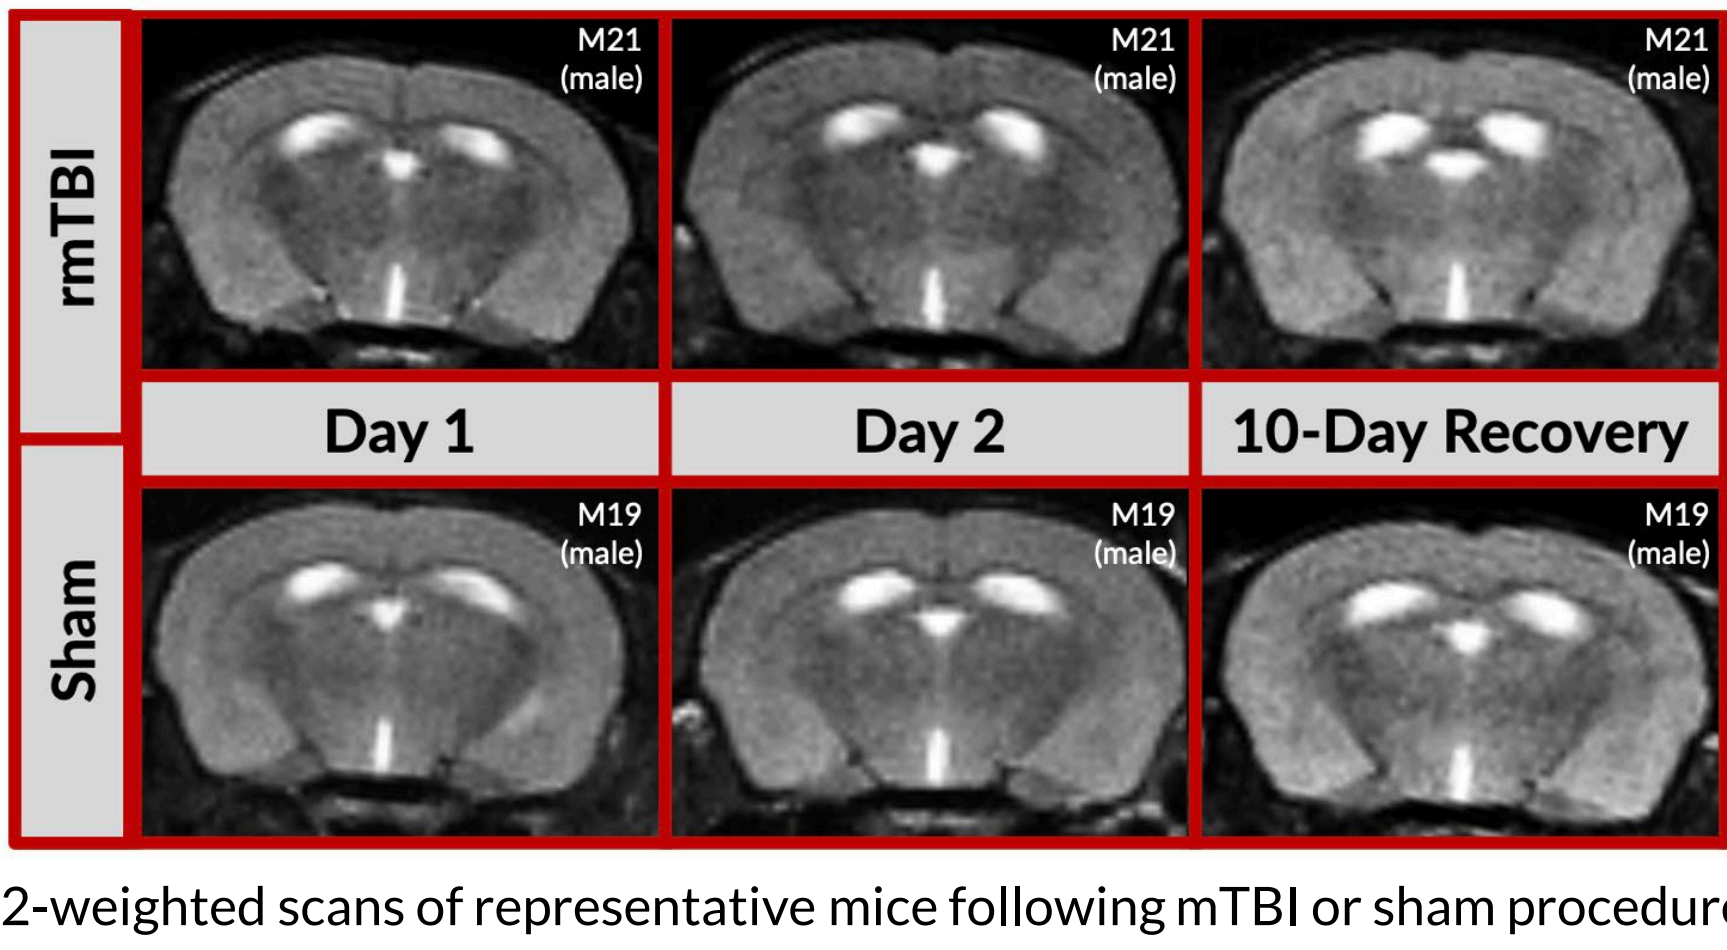 rmTBI
M21
(male)
M21
(male)
M21
(male)
Day 1
Day 2
10-Day Recovery
Sham
M19
(male)
M19
(male)
M19
(male)
2-weighted scans of representative mice following mTBI or sham